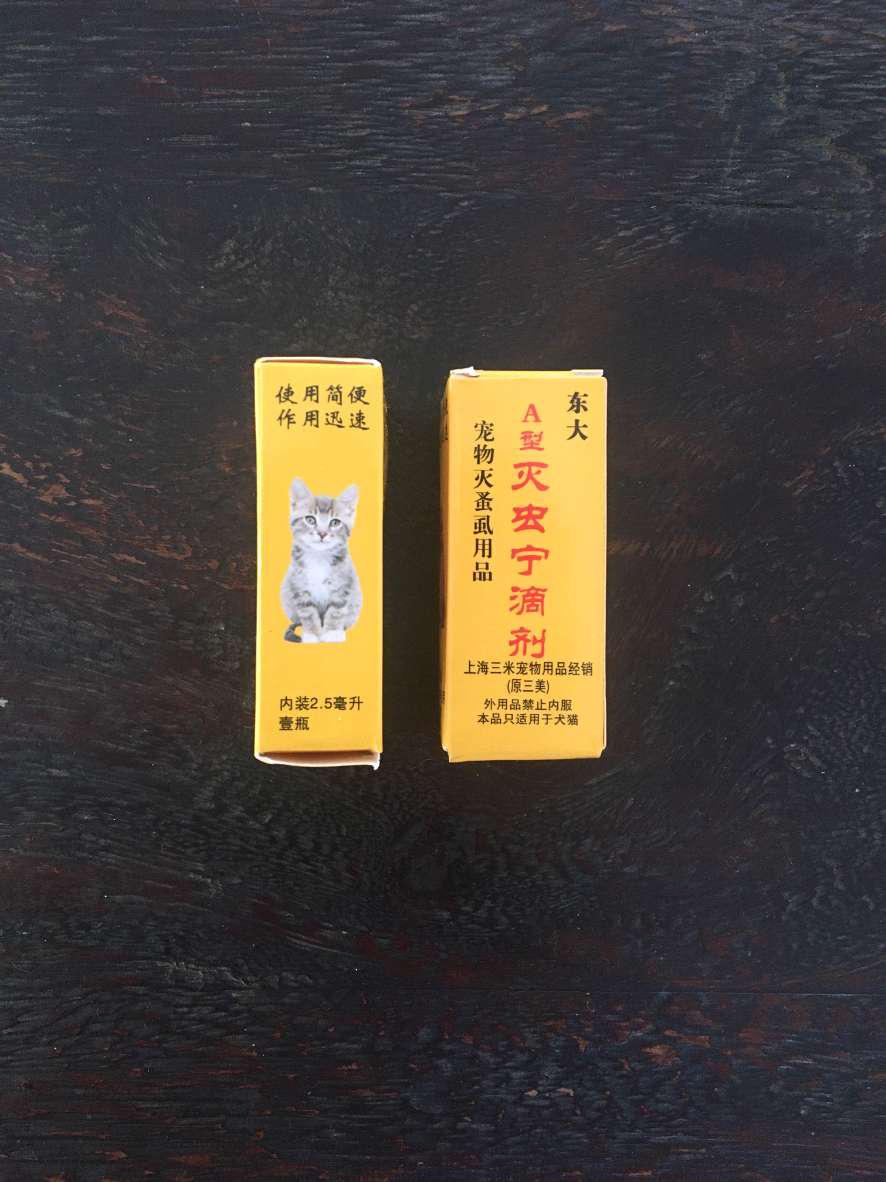 使用简便
作用迅速
内装2.5毫升
壹瓶
东大
A型灭虫宁滴剂
宠物灭蚤虱用品
上海三米宠物用品经销
(原三美)
外用品禁止内服
本品只适用于犬猫